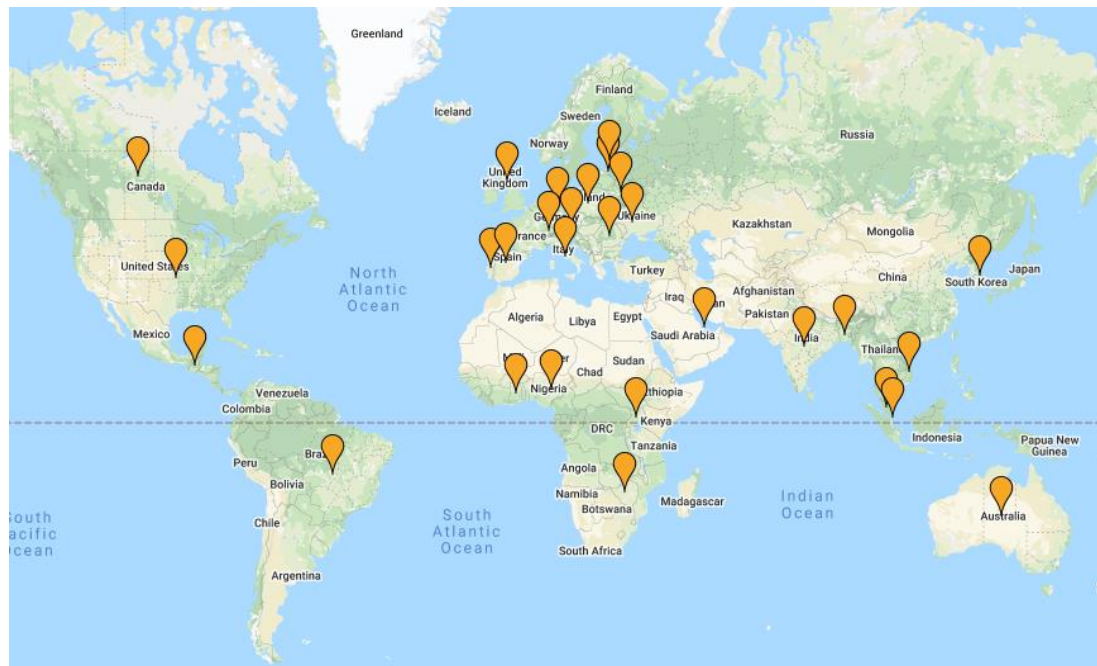 Greenland
Iceland
Finland
Sweden
Norway
Russia
United
Kingdom
Canada
Ukraine
Germany
France
Kazakhstan
Mongolia
Italy
Spain
United States
North
Atlantic
Ocean
Turkey
China
Japan
South Korea
Iraq
Afghanistan
Pakistan
Algeria
Libya
Egypt
Saudi Arabia
India
Mexico
Thailand
Sudan
Chad
Nigeria
Ethiopia
Venezuela
Colombia
DRC
Kenya
Indonesia
Papua New
Guinea
Tanzania
Brazil
Peru
Angola
Bolivia
Namibia
Madagascar
Botswana
Indian
Ocean
South
Atlantic
Ocean
Chile
Australia
South Africa
Argentina